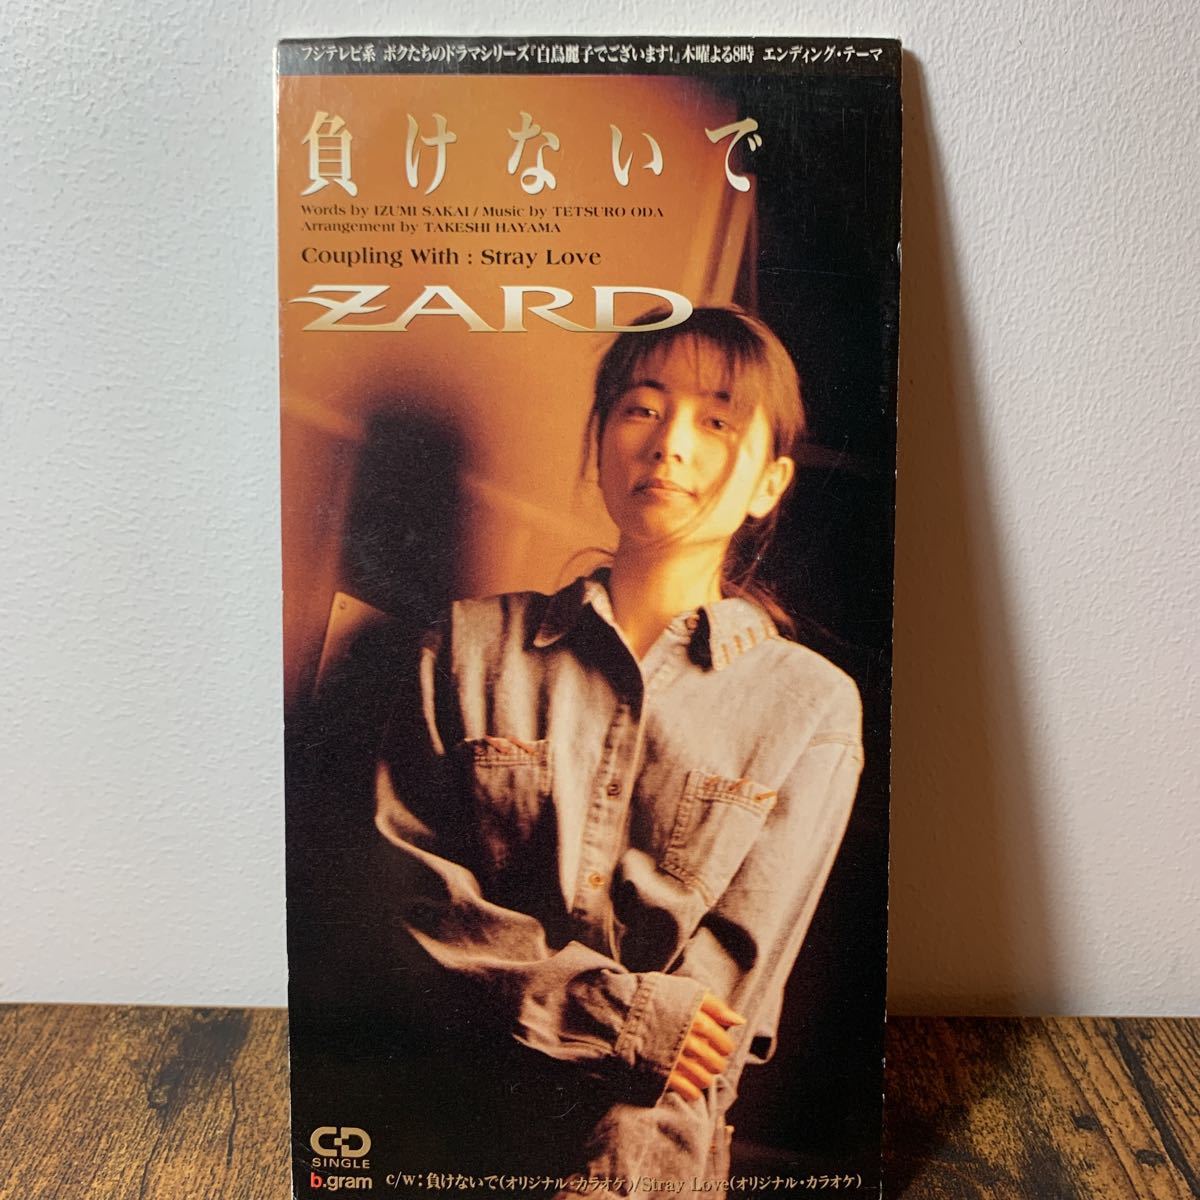 フジテレビ系 ボクたちのドラマシリーズ『白鳥麗子でございます!』木曜よる8時 エンディング・テーマ
負けないで
Words by IZUMI SAKAI / Music by TETSURO ODA
Arrangement by TAKESHI HAYAMA
Coupling With : Stray Love
ZARD
CD
SINGLE
b.gram
c/w:負けないで(オリジナル・カラオケ)/Stray Love(オリジナル・カラオケ)